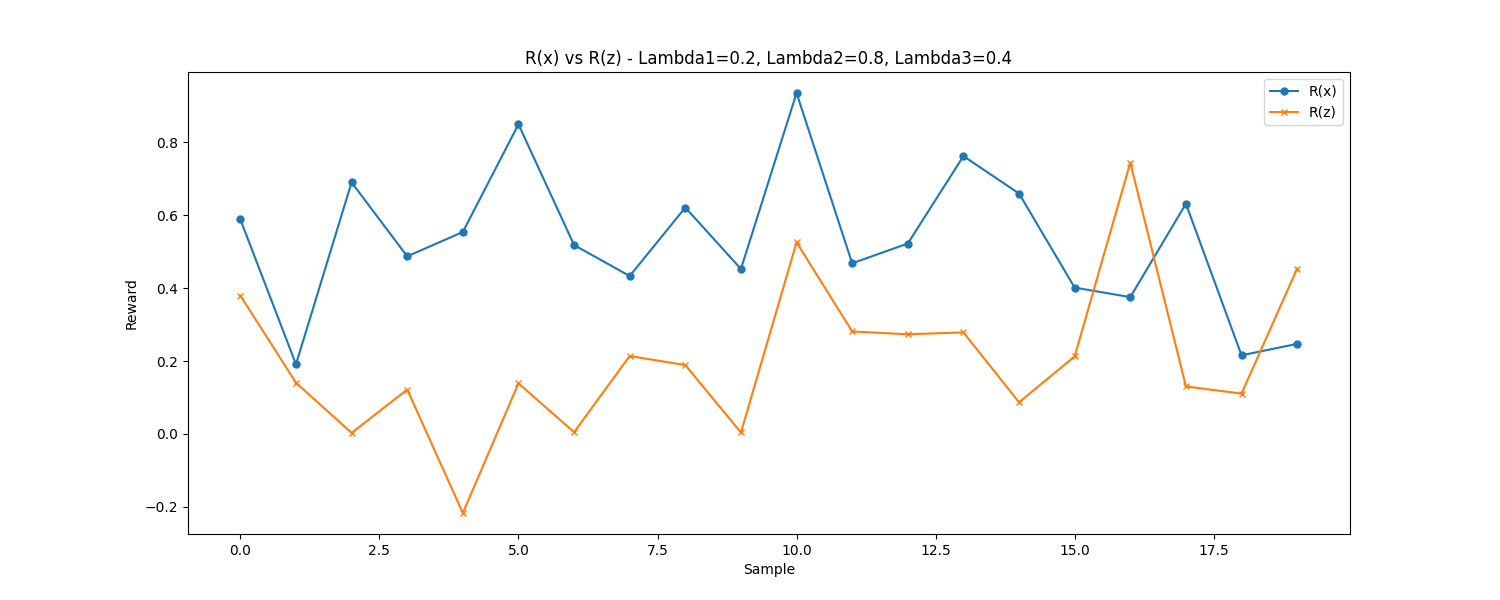 R(x) vs R(z) - Lambda1=0.2, Lambda2=0.8, Lambda3=0.4
R(x)
R(z)
0.8
0.6
0.4
0.2
0.0
−0.2
Reward
0.0 2.5 5.0 7.5 10.0 12.5 15.0 17.5
Sample